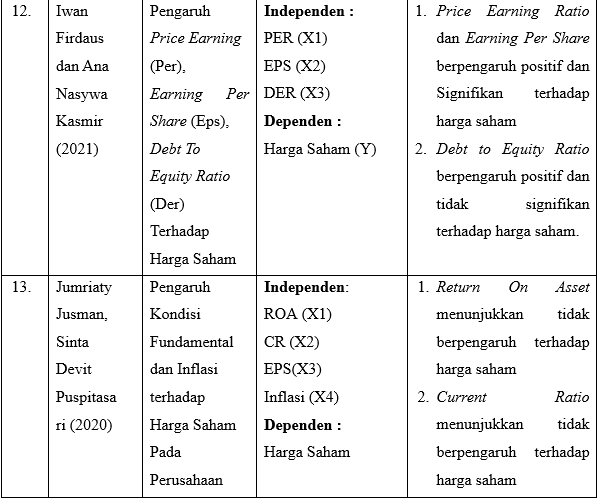 12.
Iwan
Firdaus
dan Ana
Nasywa
Kasmir
(2021)
Pengaruh
Price Earning
(Per),
Earning Per
Share (Eps),
Debt To
Equity Ratio
(Der)
Terhadap
Harga Saham
Independen :
PER (X1)
EPS (X2)
DER (X3)
Dependen :
Harga Saham (Y)
1. Price Earning Ratio
dan Earning Per Share
berpengaruh positif dan
Signifikan terhadap
harga saham
2. Debt to Equity Ratio
berpengaruh positif dan
tidak signifikan
terhadap harga saham.
13.
Jumriaty
Jusman,
Sinta
Devit
Puspitasa
ri (2020)
Pengaruh
Kondisi
Fundamental
dan Inflasi
terhadap
Harga Saham
Pada
Perusahaan
Independen:
ROA (X1)
CR (X2)
EPS(X3)
Inflasi (X4)
Dependen :
Harga Saham
1. Return On Asset
menunjukkan tidak
berpengaruh terhadap
harga saham
2. Current Ratio
menunjukkan tidak
berpengaruh terhadap
harga saham